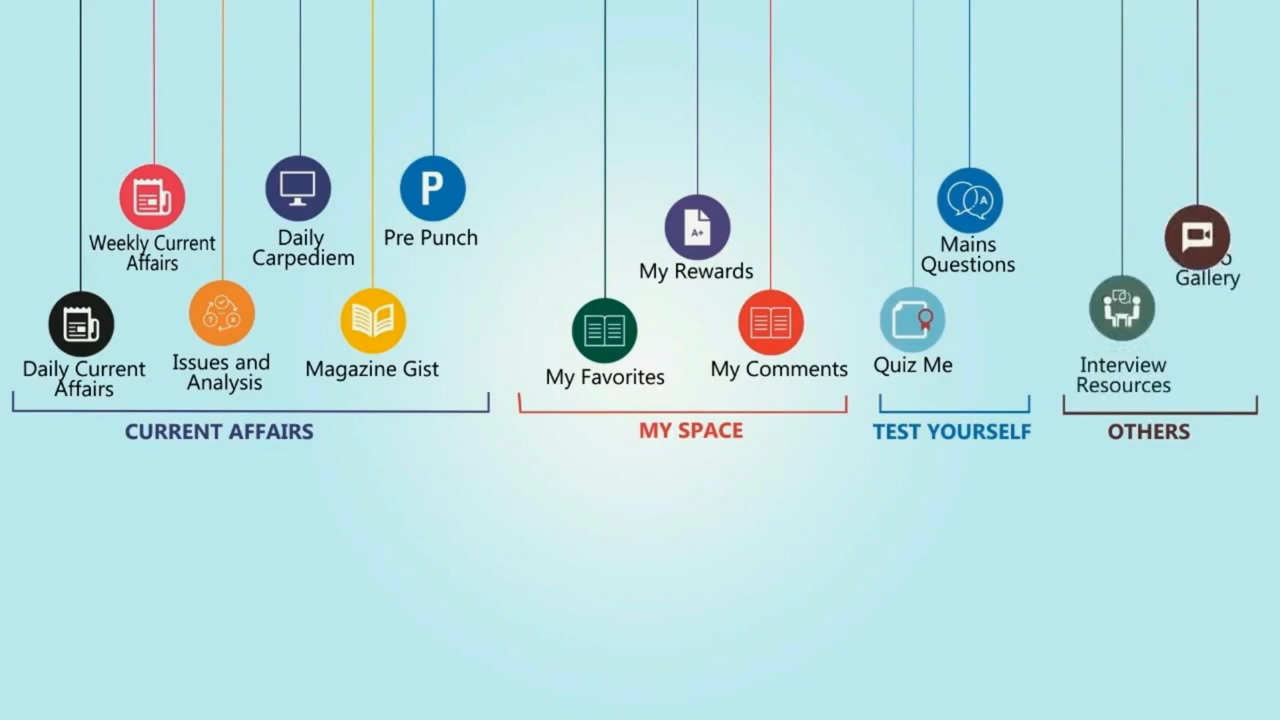 Weekly Current
Affairs
Daily
Carpediem
P
Pre Punch
Daily Current
Affairs
Issues and
Analysis
Magazine Gist
CURRENT AFFAIRS
A+
My Rewards
My Favorites
My Comments
MY SPACE
A
Mains
Questions
Quiz Me
TEST YOURSELF
Gallery
Interview
Resources
OTHERS